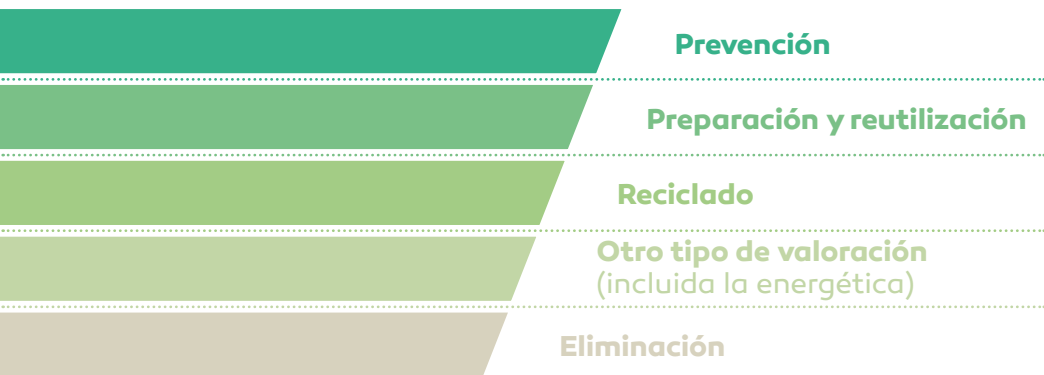 Prevención
Preparación y reutilización
Reciclado
Otro tipo de valoración
(incluida la energética)
Eliminación